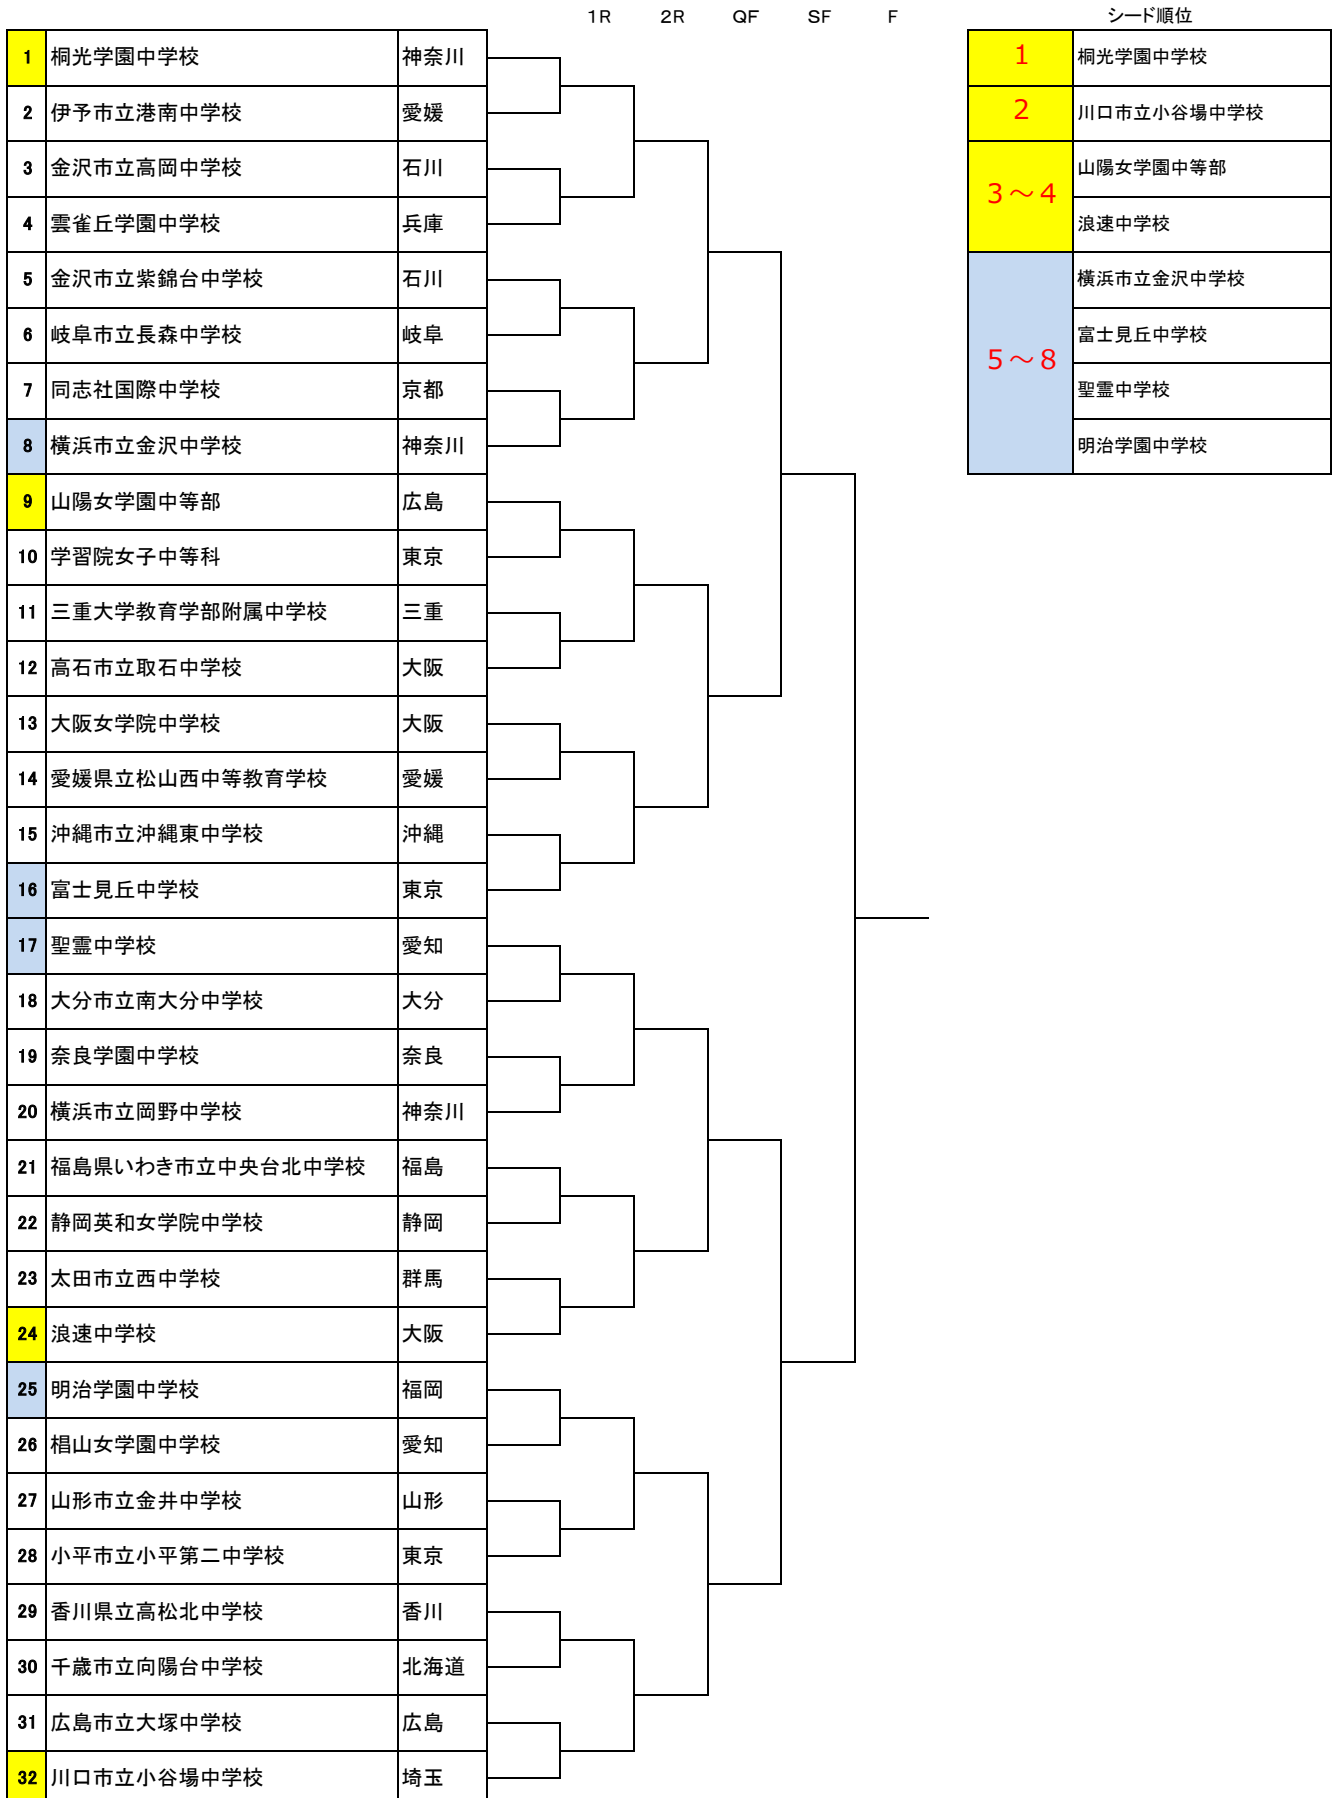 1R 2R QF SF F シード順位
1 桐光学園中学校 神奈川
2 伊予市立港南中学校 愛媛
3 金沢市立高岡中学校 石川
4 雲雀丘学園中学校 兵庫
5 金沢市立紫錦台中学校 石川
6 岐阜市立長森中学校 岐阜
7 同志社国際中学校 京都
8 横浜市立金沢中学校 神奈川
9 山陽女学園中等部 広島
10 学習院女子中等科 東京
11 三重大学教育学部附属中学校 三重
12 高石市立取石中学校 大阪
13 大阪女学院中学校 大阪
14 愛媛県立松山西中等教育学校 愛媛
15 沖縄市立沖縄東中学校 沖縄
16 富士見丘中学校 東京
17 聖霊中学校 愛知
18 大分市立南大分中学校 大分
19 奈良学園中学校 奈良
20 横浜市立岡野中学校 神奈川
21 福島県いわき市立中央台北中学校 福島
22 静岡英和女学院中学校 静岡
23 太田市立西中学校 群馬
24 浪速中学校 大阪
25 明治学園中学校 福岡
26 椙山女学園中学校 愛知
27 山形市立金井中学校 山形
28 小平市立小平第二中学校 東京
29 香川県立高松北中学校 香川
30 千歳市立向陽台中学校 北海道
31 広島市立大塚中学校 広島
32 川口市立小谷場中学校 埼玉
1 桐光学園中学校
2 川口市立小谷場中学校
3～4 山陽女学園中等部
浪速中学校
5～8 横浜市立金沢中学校
富士見丘中学校
聖霊中学校
明治学園中学校